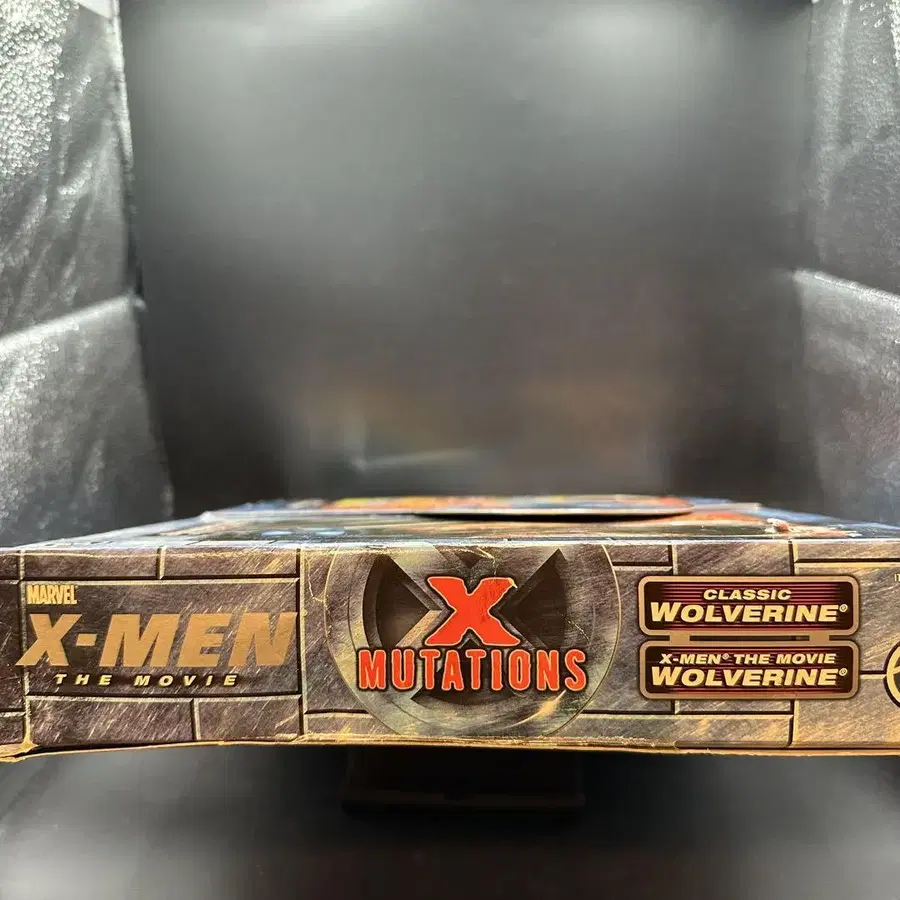 MARVEL
X-MEN
THE MOVIE
X
MUTATIONS
CLASSIC
WOLVERINE®
X-MEN® THE MOVIE
WOLVERINE®